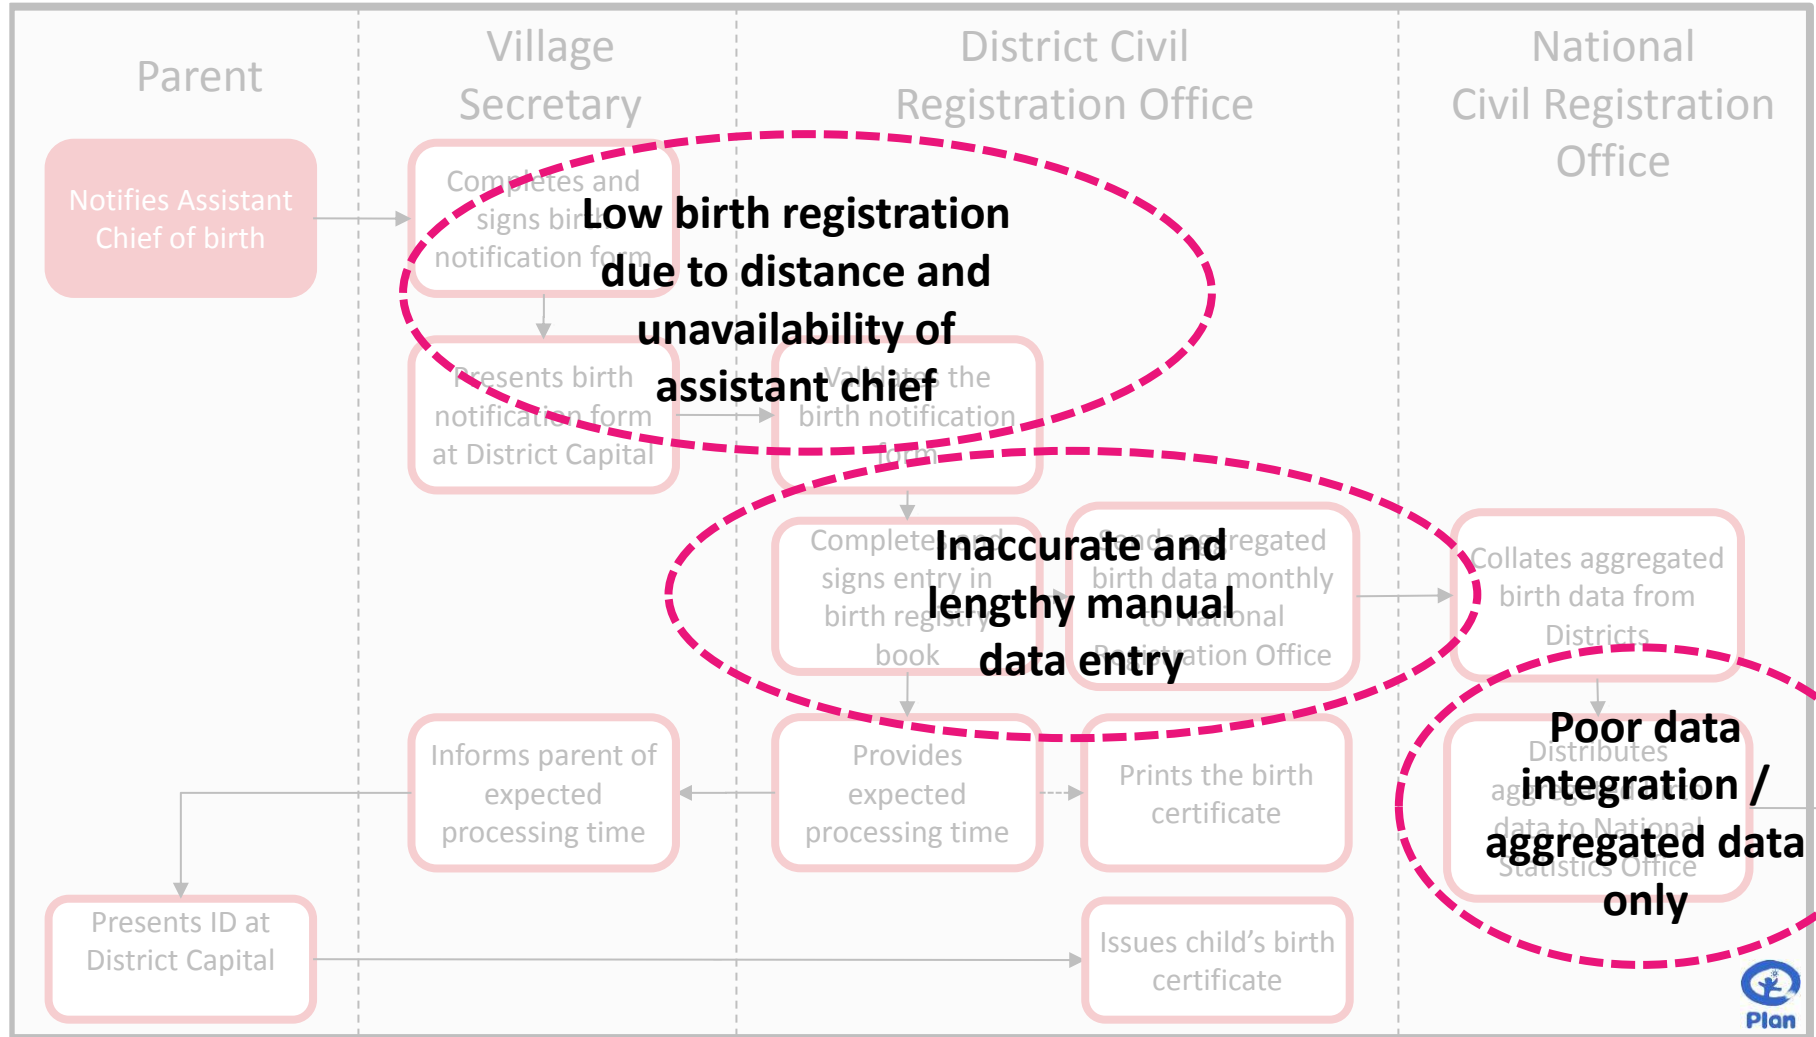 Parent
Village
Secretary
District Civil
Registration Office
National
Civil Registration
Office
Notifies Assistant
Chief of birth
Completes and
signs birth
notification form
Low birth registration
due to distance and
unavailability of
assistant chief
Presents birth
notification form
at District Capital
Validates the
birth notification
form
Completes and
signs entry in
birth registry
book
Sends aggregated
birth data monthly
to National
Registration Office
Inaccurate and
lengthy manual
data entry
Collates aggregated
birth data from
Districts
Informs parent of
expected
processing time
Provides
expected
processing time
Prints the birth
certificate
Distributes
aggregated birth
data to National
Statistics Office
Poor data
integration /
aggregated data
only
Presents ID at
District Capital
Issues child’s birth
certificate
Plan